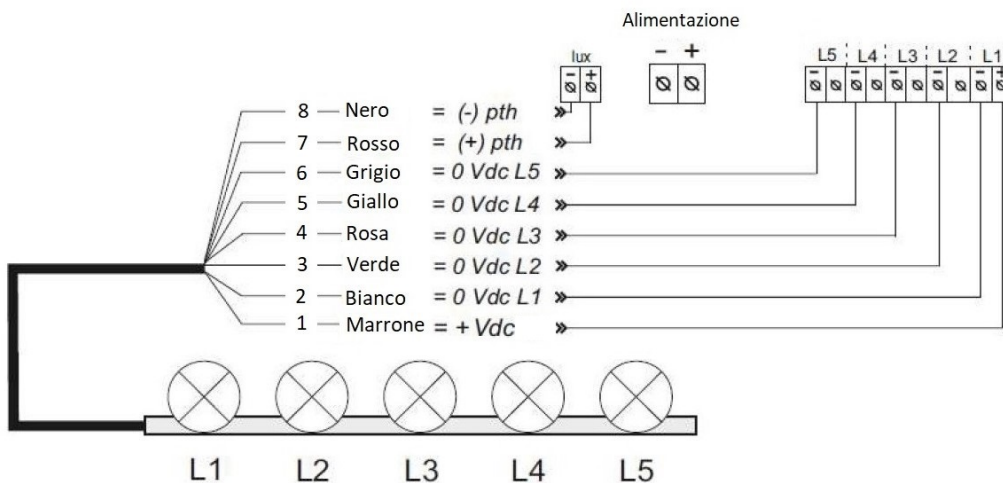 Alimentazione
lux
- +
L5 L4 L3 L2 L1
- +
- - - - - +
8 Nero = (-) pth
7 Rosso = (+) pth
6 Grigio = 0 Vdc L5
5 Giallo = 0 Vdc L4
4 Rosa = 0 Vdc L3
3 Verde = 0 Vdc L2
2 Bianco = 0 Vdc L1
1 Marrone = + Vdc
L1 L2 L3 L4 L5